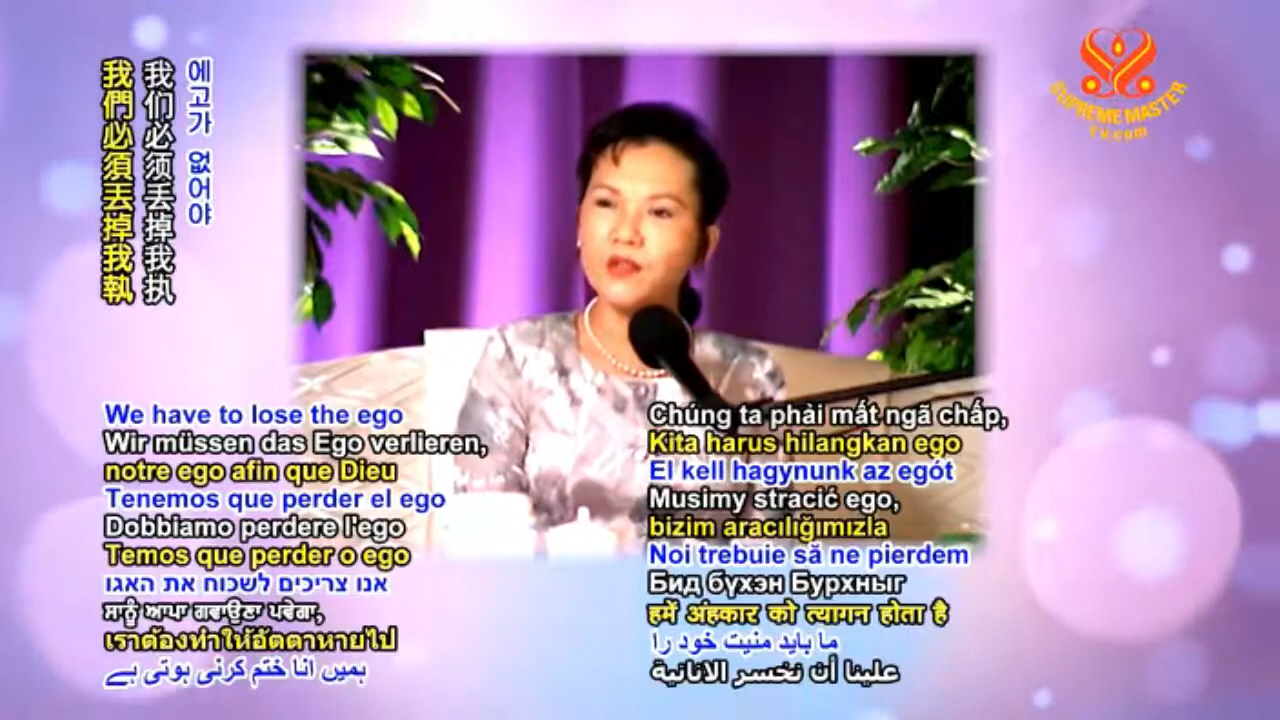 我們必須丟掉我執
我们必须丢掉我执
에고가 없어야
SUPREME MASTER
TV.com
We have to lose the ego
Wir müssen das Ego verlieren,
notre ego afin que Dieu
Tenemos que perder el ego
Dobbiamo perdere l'ego
Temos que perder o ego
אנו צריכים לשכוח את האגו
ਸਾਨੂੰ ਆਪਾ ਗਵਾਉਣਾ ਪਵੇਗਾ,
เราต้องทำให้อัตตาหายไป
ہمیں انا ختم کرنی ہوتی ہے
Chúng ta phải mất ngã chấp,
Kita harus hilangkan ego
El kell hagynunk az egót
Musimy stracić ego,
bizim aracılığımızla
Noi trebuie să ne pierdem
Бид бүхэн Бурхныг
हमें अंहकार को त्यागन होता है
ما باید منیت خود را
علينا أن نخسر الانانية